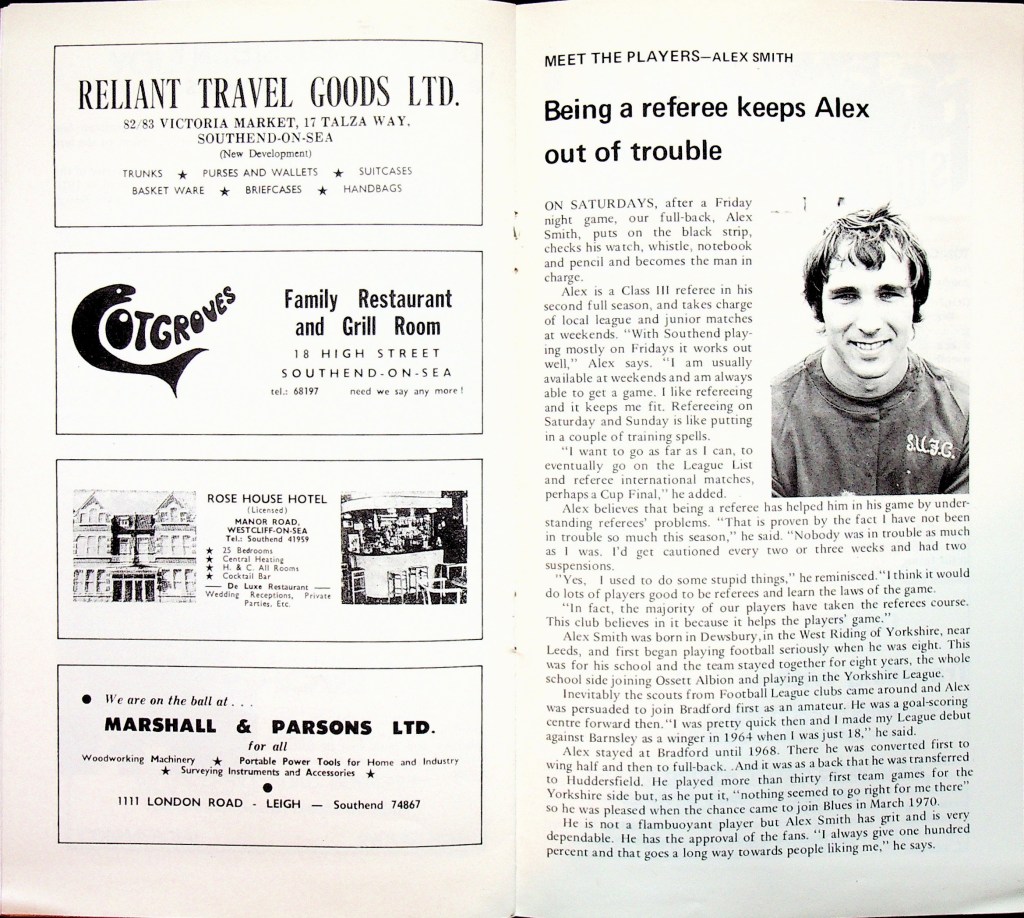 RELIANT TRAVEL GOODS LTD.
82/83 VICTORIA MARKET, 17 TALZA WAY,
SOUTHEND-ON-SEA
(New Development)
TRUNKS ★ PURSES AND WALLETS ★ SUITCASES
BASKET WARE ★ BRIEFCASES ★ HANDBAGS
COTGROVES
Family Restaurant
and Grill Room
18 HIGH STREET
SOUTHEND-ON-SEA
tel.: 68197 need we say any more!
ROSE HOUSE HOTEL
(Licensed)
MANOR ROAD,
WESTCLIFF-ON-SEA
Tel.: Southend 41959
★ 25 Bedrooms
★ Central Heating
★ H. & C. All Rooms
★ Cocktail Bar
— De Luxe Restaurant —
Wedding Receptions, Private
Parties, Etc.
● We are on the ball at . . .
MARSHALL & PARSONS LTD.
for all
Woodworking Machinery ★ Portable Power Tools for Home and Industry
★ Surveying Instruments and Accessories ★
●
1111 LONDON ROAD - LEIGH — Southend 74867
MEET THE PLAYERS—ALEX SMITH
Being a referee keeps Alex
out of trouble
ON SATURDAYS, after a Friday
night game, our full-back, Alex
Smith, puts on the black strip,
checks his watch, whistle, notebook
and pencil and becomes the man in
charge.
Alex is a Class III referee in his
second full season, and takes charge
of local league and junior matches
at weekends. "With Southend play-
ing mostly on Fridays it works out
well," Alex says. "I am usually
available at weekends and am always
able to get a game. I like refereeing
and it keeps me fit. Refereeing on
Saturday and Sunday is like putting
in a couple of training spells.
"I want to go as far as I can, to
eventually go on the League List
and referee international matches,
perhaps a Cup Final," he added.
S.U.F.C.
Alex believes that being a referee has helped him in his game by under-
standing referees' problems. "That is proven by the fact I have not been
in trouble so much this season," he said. "Nobody was in trouble as much
as I was. I'd get cautioned every two or three weeks and had two
suspensions.
"Yes, I used to do some stupid things," he reminisced. "I think it would
do lots of players good to be referees and learn the laws of the game.
"In fact, the majority of our players have taken the referees course.
This club believes in it because it helps the players' game."
Alex Smith was born in Dewsbury, in the West Riding of Yorkshire, near
Leeds, and first began playing football seriously when he was eight. This
was for his school and the team stayed together for eight years, the whole
school side joining Ossett Albion and playing in the Yorkshire League.
Inevitably the scouts from Football League clubs came around and Alex
was persuaded to join Bradford first as an amateur. He was a goal-scoring
centre forward then. "I was pretty quick then and I made my League debut
against Barnsley as a winger in 1964 when I was just 18," he said.
Alex stayed at Bradford until 1968. There he was converted first to
wing half and then to full-back. .And it was as a back that he was transferred
to Huddersfield. He played more than thirty first team games for the
Yorkshire side but, as he put it, "nothing seemed to go right for me there"
so he was pleased when the chance came to join Blues in March 1970.
He is not a flambuoyant player but Alex Smith has grit and is very
dependable. He has the approval of the fans. "I always give one hundred
percent and that goes a long way towards people liking me," he says.